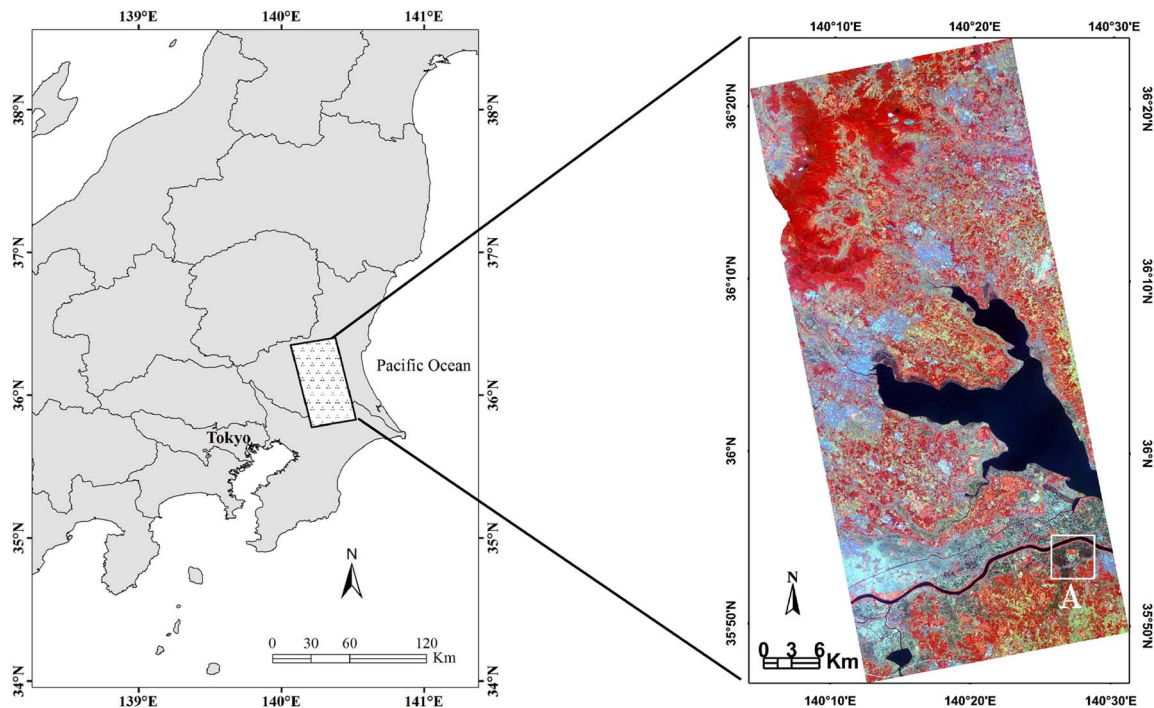 139°E 140°E 141°E
38°N
37°N
36°N
35°N
34°N
38°N
37°N
36°N
35°N
34°N
Pacific Ocean
Tokyo
N
0 30 60 120
Km
139°E 140°E 141°E
140°10'E 140°20'E 140°30'E
36°20'N
36°10'N
36°N
35°50'N
36°20'N
36°10'N
36°N
35°50'N
A
N
0 3 6
Km
140°10'E 140°20'E 140°30'E